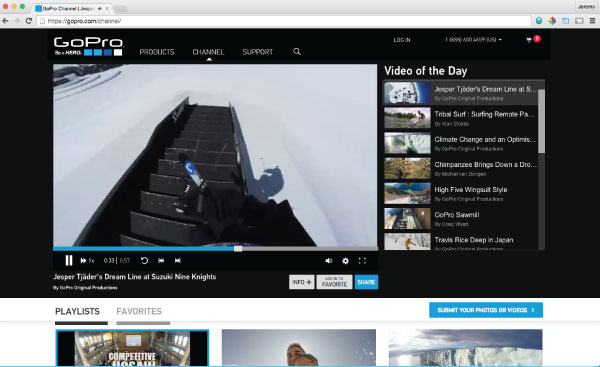 GoPro Channel | Jesper T
Jeremy
https://gopro.com/channel/
GoPro
Be a HERO.
PRODUCTS
CHANNEL
SUPPORT
LOG IN
1 (888) 600 4659 (US)
0
Video of the Day
Jesper Tjäder's Dream Line at S...
By GoPro Original Productions
Tribal Surf : Surfing Remote Pa...
By Alan Stokes
Climate Change and an Optimis...
By GoPro Original Productions
Chimpanzee Brings Down a Dro...
By Michiel van Dongen
High Five Wingsuit Style
By GoPro Original Productions
GoPro Sawmill
By Craig Wyatt
Travis Rice Deep in Japan
By GoPro Original Productions
1x
0:33 | 0:57
Jesper Tjäder's Dream Line at Suzuki Nine Knights
By GoPro Original Productions
INFO +
LOG IN TO
FAVORITE
SHARE
PLAYLISTS
FAVORITES
SUBMIT YOUR PHOTOS OR VIDEOS >
COMPETITIVE
JIGSAW